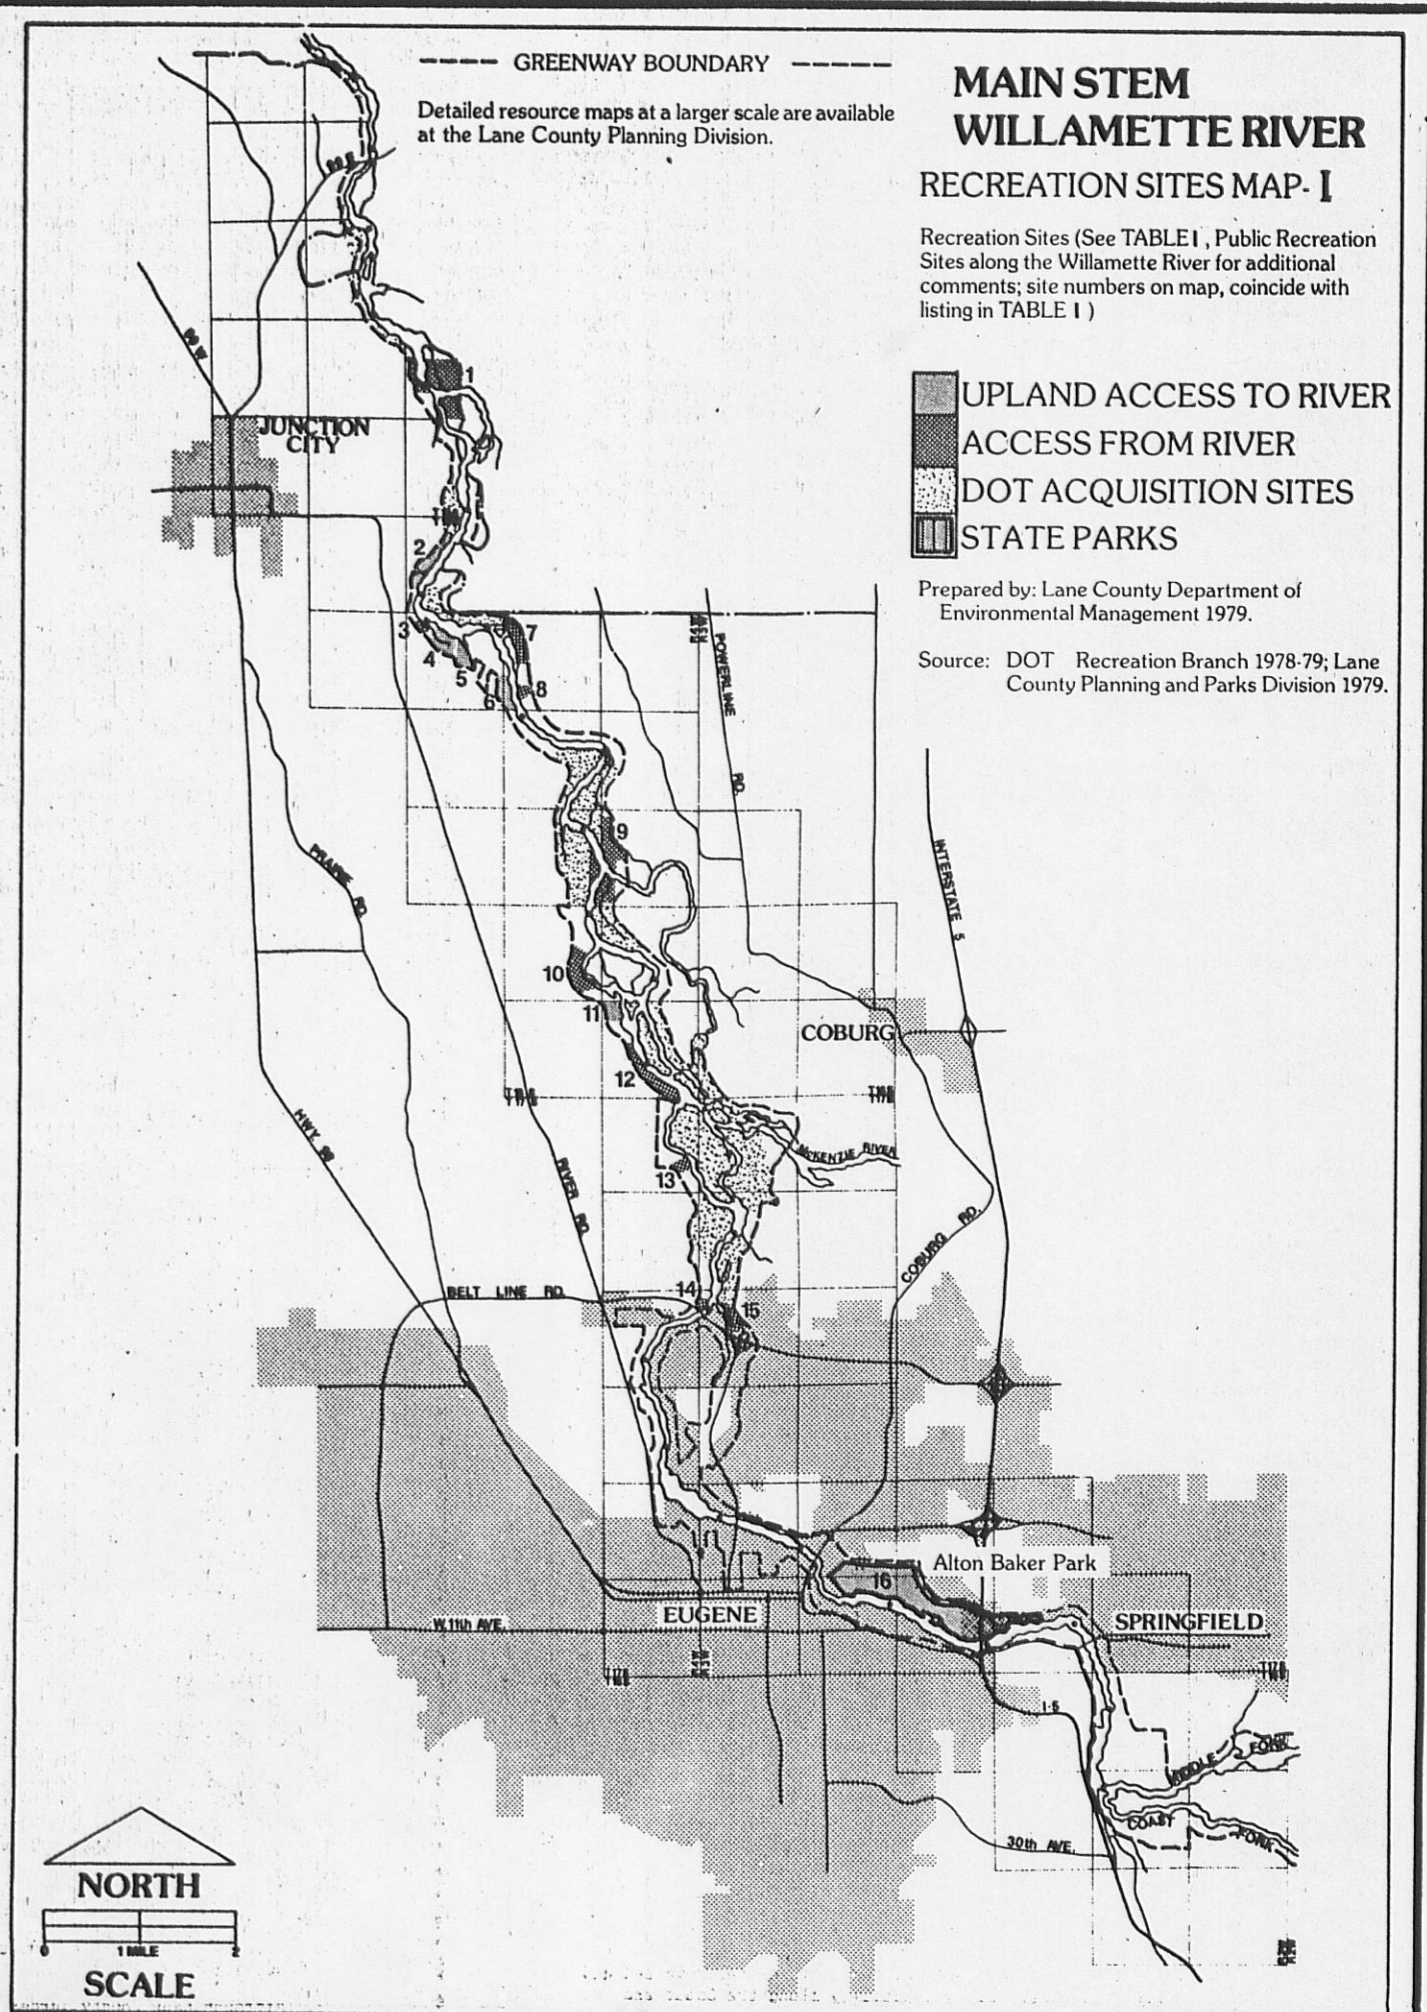 GREENWAY BOUNDARY
Detailed resource maps at a larger scale are available
at the Lane County Planning Division.
MAIN STEM
WILLAMETTE RIVER
RECREATION SITES MAP- I
Recreation Sites (See TABLE I , Public Recreation
Sites along the Willamette River for additional
comments; site numbers on map, coincide with
listing in TABLE I )
UPLAND ACCESS TO RIVER
ACCESS FROM RIVER
DOT ACQUISITION SITES
STATE PARKS
Prepared by: Lane County Department of
Environmental Management 1979.
Source: DOT Recreation Branch 1978-79; Lane
County Planning and Parks Division 1979.
99 E
99 W
1
JUNCTION
CITY
2
3
7
4
5
8
6
POWERLINE
RD.
9
PRAIRIE
RD.
INTERSTATE 5
10
11
COBURG
12
HWY. 99
McKENZIE RIVER
13
RIVER RD.
COBURG RD.
BELT LINE RD.
14
15
Alton Baker Park
16
EUGENE
SPRINGFIELD
W. 11th AVE.
I-5
MIDDLE FORK
COAST FORK
30th AVE.
NORTH
0 1 MILE 2
SCALE